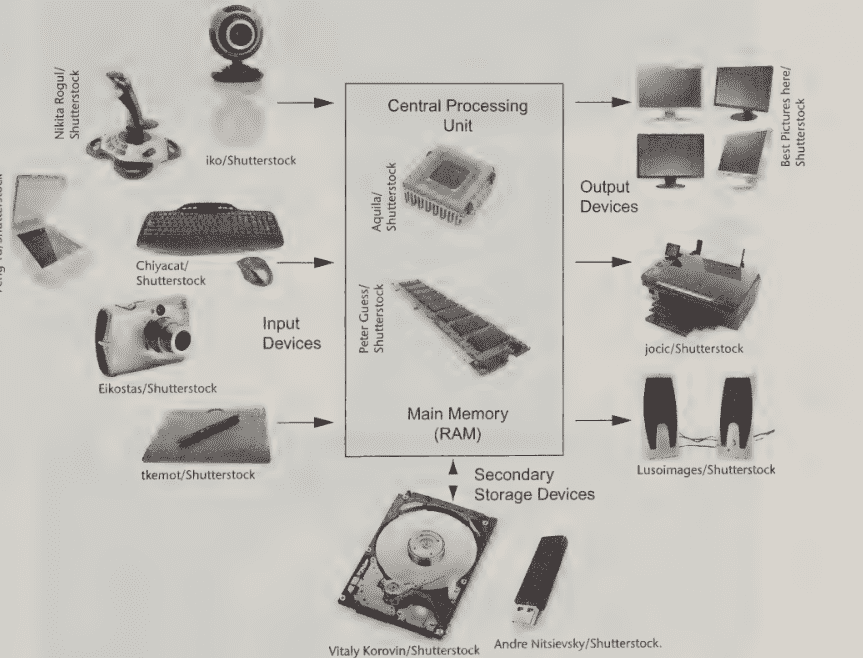 Nikita Rogul/
Shutterstock
iko/Shutterstock
Chiyacat/
Shutterstock
Input
Devices
Eikostas/Shutterstock
tkemot/Shutterstock
Central Processing
Unit
Aquila/
Shutterstock
Peter Guess/
Shutterstock
Main Memory
(RAM)
Output
Devices
Best Pictures here/
Shutterstock
jocic/Shutterstock
Lusoimages/Shutterstock
Secondary
Storage Devices
Vitaly Korovin/Shutterstock
Andre Nitsievsky/Shutterstock.